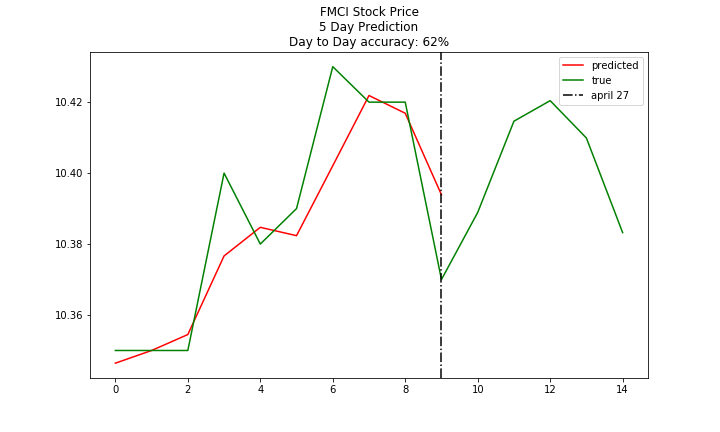 FMCI Stock Price
5 Day Prediction
Day to Day accuracy: 62%
predicted
true
april 27
10.42
10.40
10.38
10.36
0 2 4 6 8 10 12 14